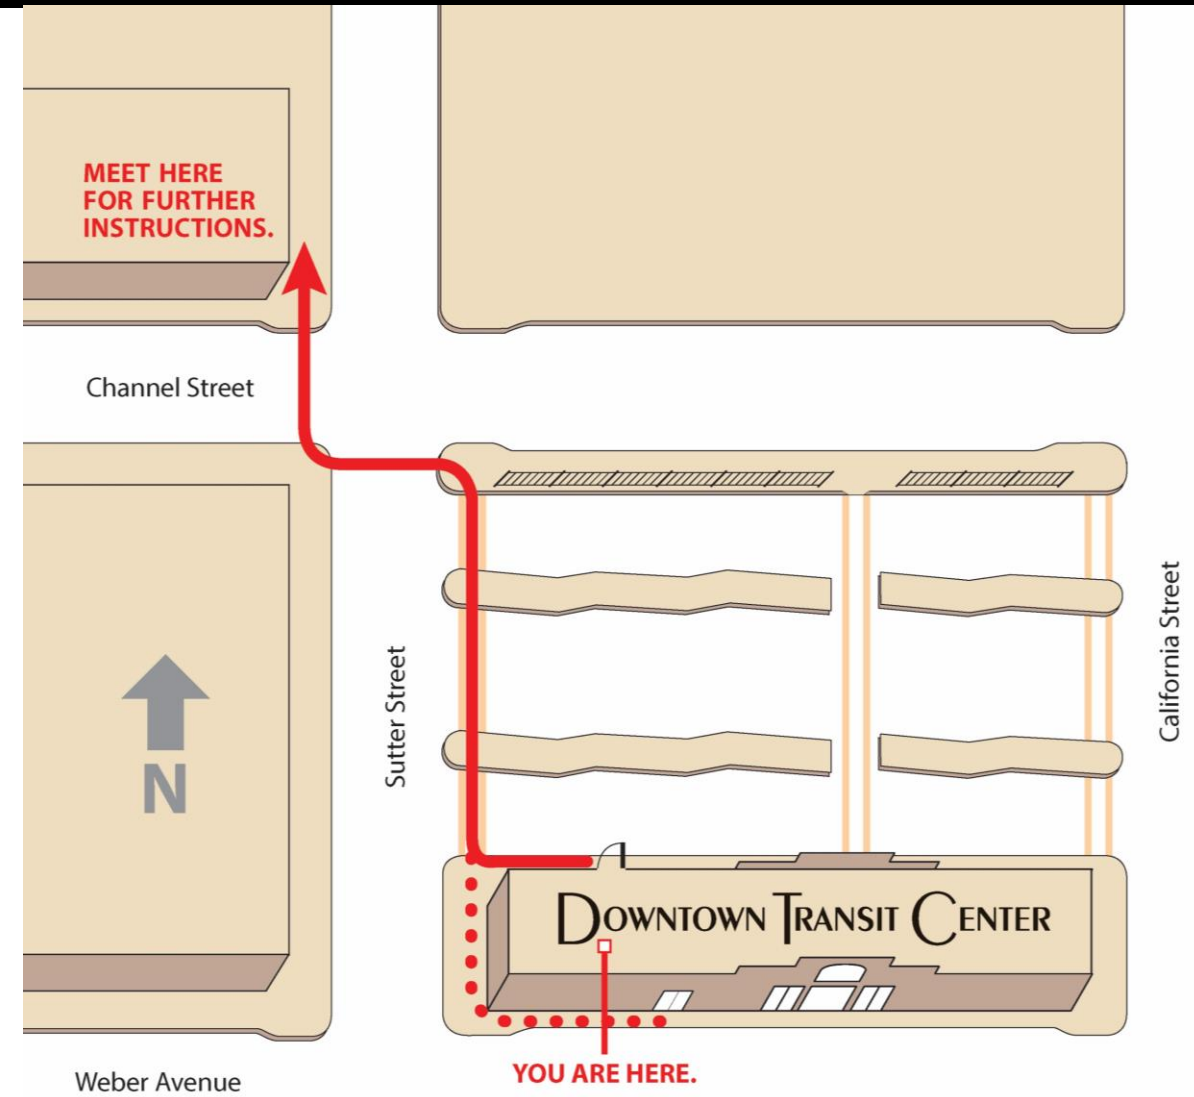 MEET HERE
FOR FURTHER
INSTRUCTIONS.
Channel Street
Sutter Street
California Street
N
DOWNTOWN TRANSIT CENTER
YOU ARE HERE.
Weber Avenue